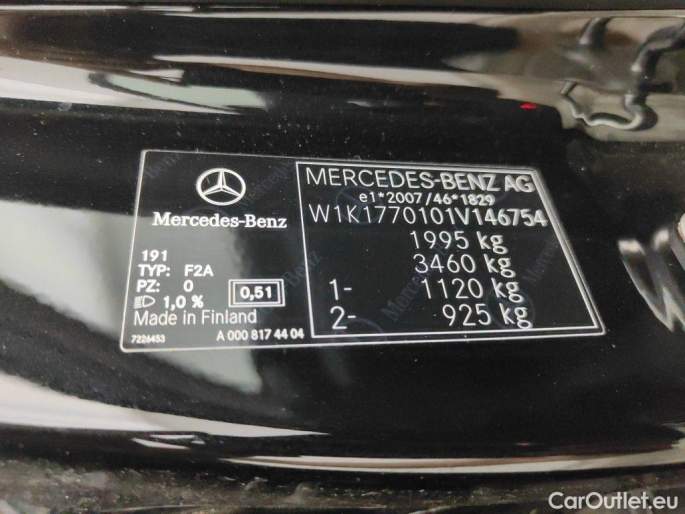 Mercedes-Benz
191
TYP: F2A
PZ: 0
1,0 %
0,51
Made in Finland
7226453
A 000 817 44 04
MERCEDES-BENZ AG
e1*2007/46*1829
W1K1770101V146754
1995 kg
3460 kg
1- 1120 kg
2- 925 kg
CarOutlet.eu